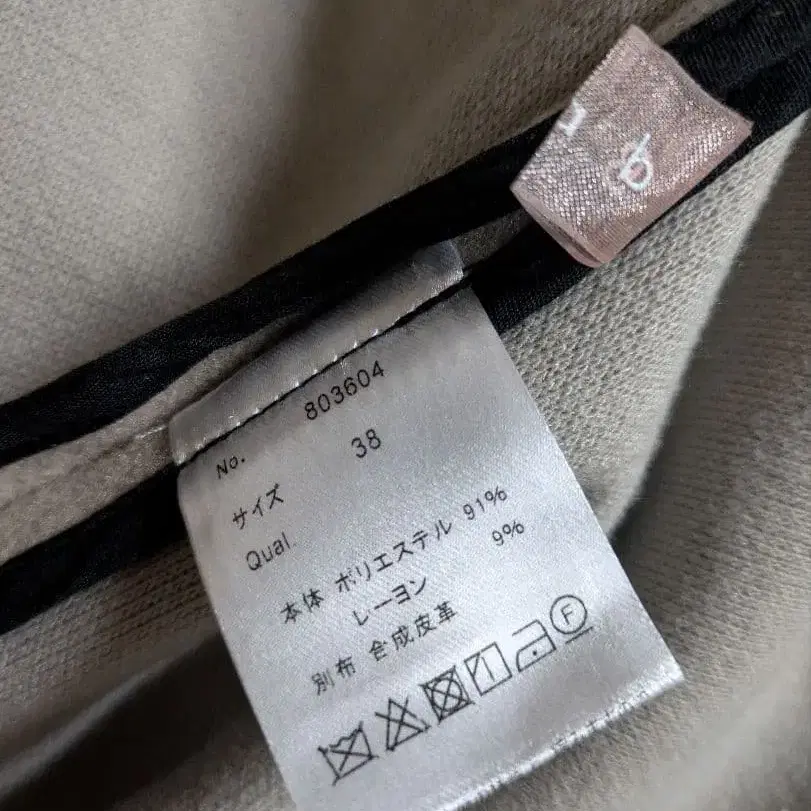 No. 803604
サイズ 38
Qual.
本体 ポリエステル 91%
レーヨン 9%
別布 合成皮革
F